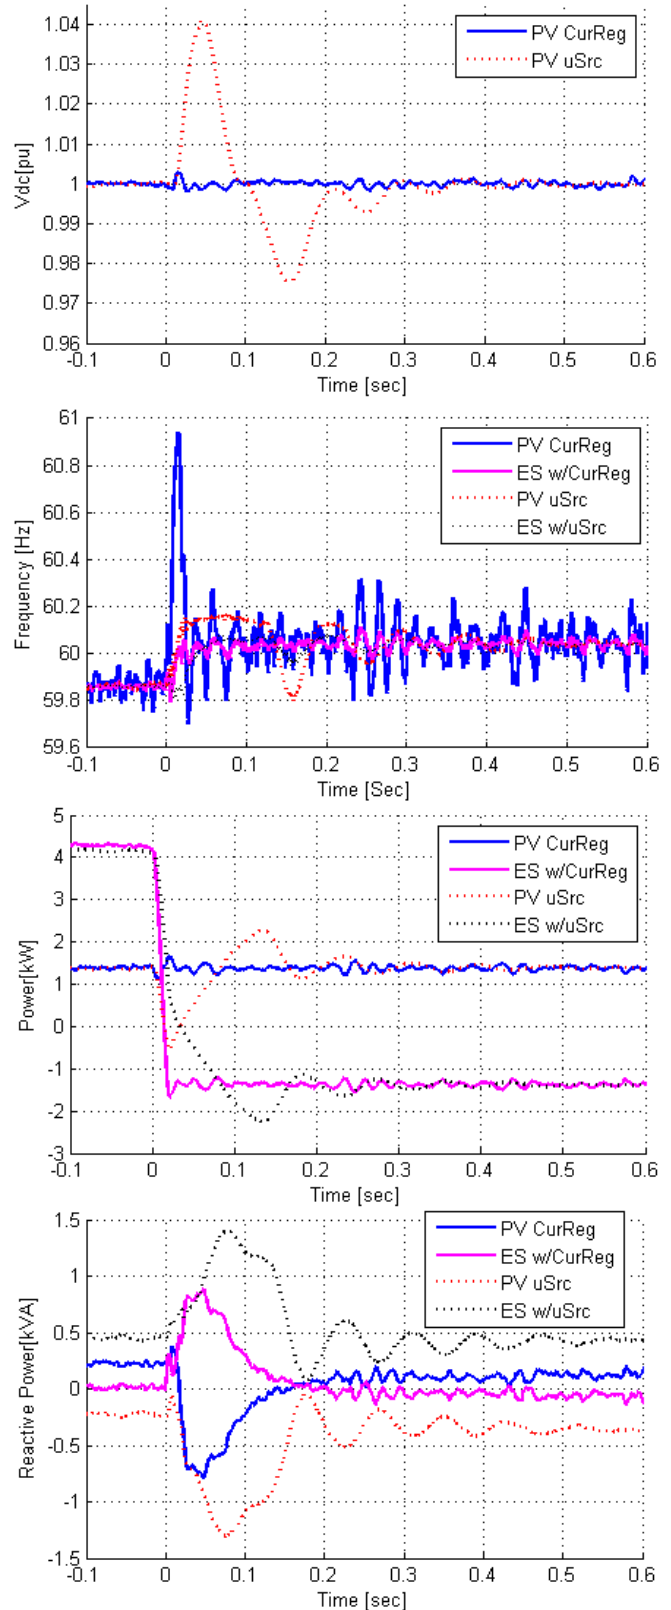 1.04
1.03
1.02
1.01
1
0.99
0.98
0.97
0.96
Vdc[pu]
PV CurReg
PV uSrc
-0.1 0 0.1 0.2 0.3 0.4 0.5 0.6
Time [sec]
61
60.8
60.6
60.4
60.2
60
59.8
59.6
Frequency [Hz]
PV CurReg
ES w/CurReg
PV uSrc
ES w/uSrc
-0.1 0 0.1 0.2 0.3 0.4 0.5 0.6
Time [Sec]
5
4
3
2
1
0
-1
-2
-3
Power[kW]
PV CurReg
ES w/CurReg
PV uSrc
ES w/uSrc
-0.1 0 0.1 0.2 0.3 0.4 0.5 0.6
Time [sec]
1.5
1
0.5
0
-0.5
-1
-1.5
Reactive Power[kVA]
PV CurReg
ES w/CurReg
PV uSrc
ES w/uSrc
-0.1 0 0.1 0.2 0.3 0.4 0.5 0.6
Time [sec]